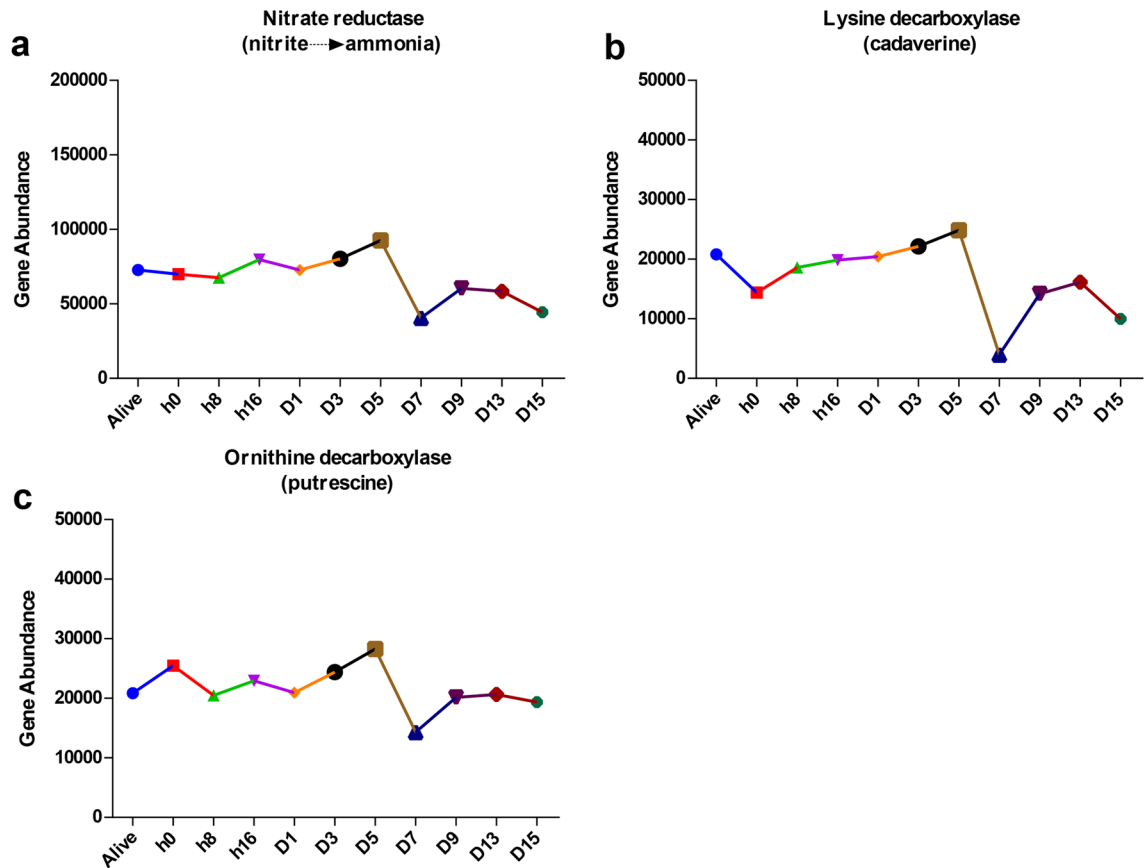 a
Nitrate reductase
(nitrite ➤ ammonia)
Gene Abundance
200000
150000
100000
50000
0
Alive h0 h8 h16 D1 D3 D5 D7 D9 D13 D15
b
Lysine decarboxylase
(cadaverine)
Gene Abundance
50000
40000
30000
20000
10000
0
Alive h0 h8 h16 D1 D3 D5 D7 D9 D13 D15
c
Ornithine decarboxylase
(putrescine)
Gene Abundance
50000
40000
30000
20000
10000
0
Alive h0 h8 h16 D1 D3 D5 D7 D9 D13 D15